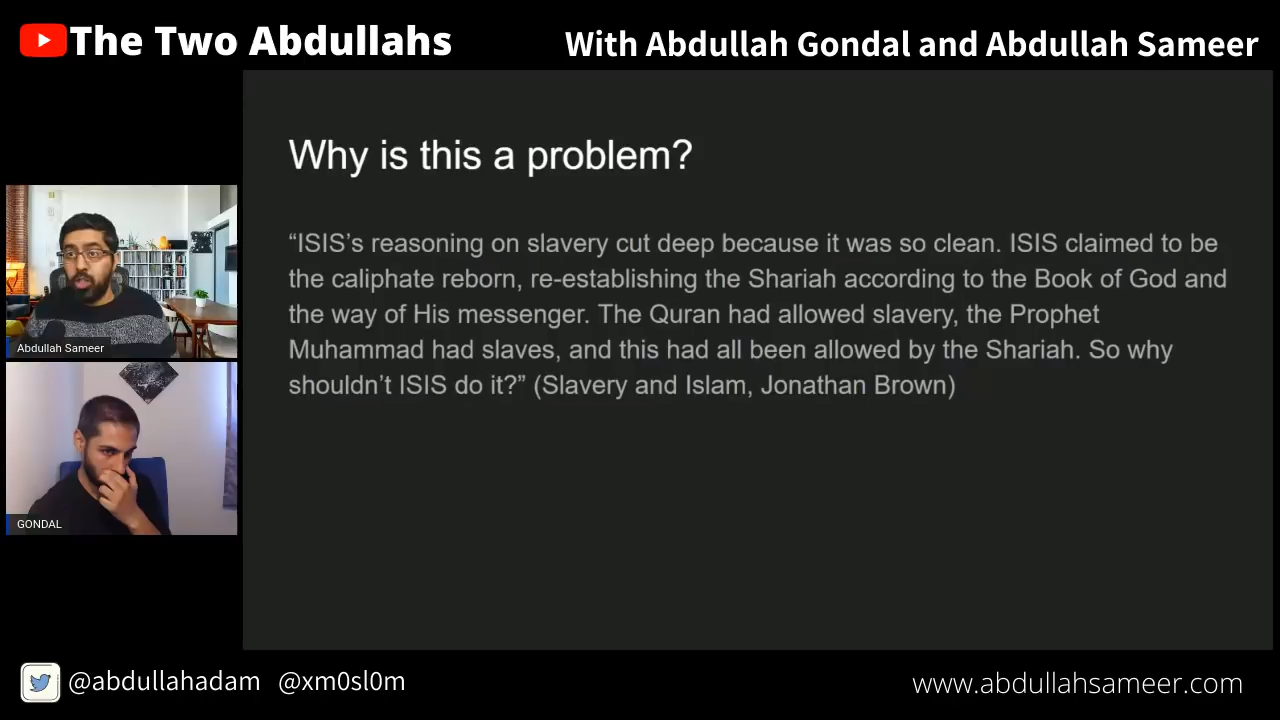 The Two Abdullahs
With Abdullah Gondal and Abdullah Sameer
Why is this a problem?
“ISIS’s reasoning on slavery cut deep because it was so clean. ISIS claimed to be
the caliphate reborn, re-establishing the Shariah according to the Book of God and
the way of His messenger. The Quran had allowed slavery, the Prophet
Muhammad had slaves, and this had all been allowed by the Shariah. So why
shouldn’t ISIS do it?” (Slavery and Islam, Jonathan Brown)
Abdullah Sameer
GONDAL
@abdullahadam @xm0sl0m
www.abdullahsameer.com